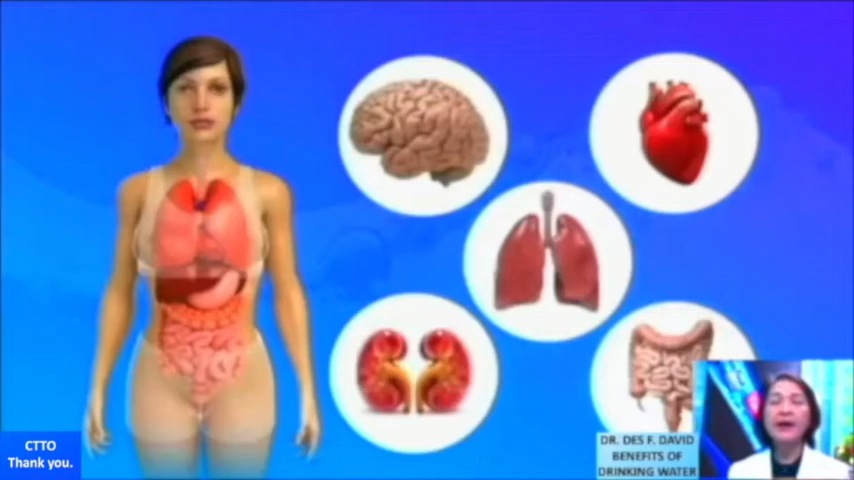 CTTO
Thank you.
DR. DES F. DAVID
BENEFITS OF
DRINKING WATER